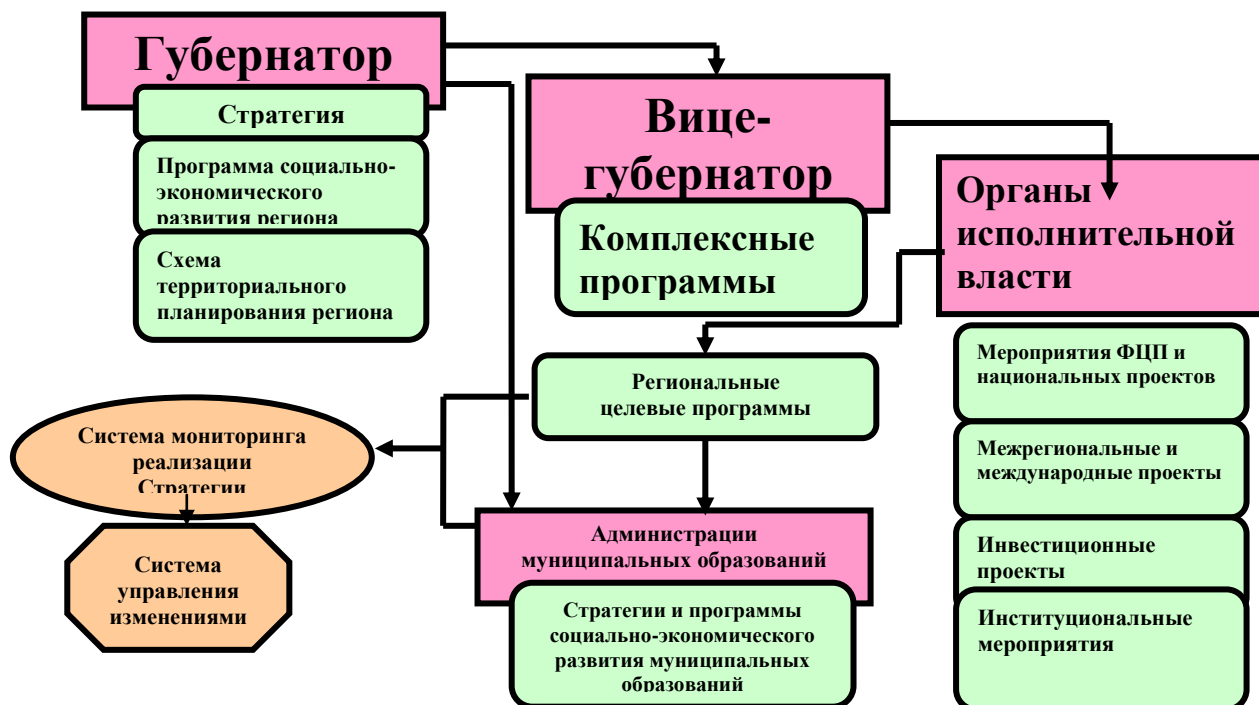 Губернатор
Стратегия
Программа социально-
экономического
развития региона
Схема
территориального
планирования региона
Вице-
губернатор
Комплексные
программы
Органы
исполнительной
власти
Мероприятия ФЦП и
национальных проектов
Межрегиональные и
международные проекты
Инвестиционные
проекты
Институциональные
мероприятия
Региональные
целевые программы
Система мониторинга
реализации
Стратегии
Система
управления
изменениями
Администрации
муниципальных образований
Стратегии и программы
социально-экономического
развития муниципальных
образований